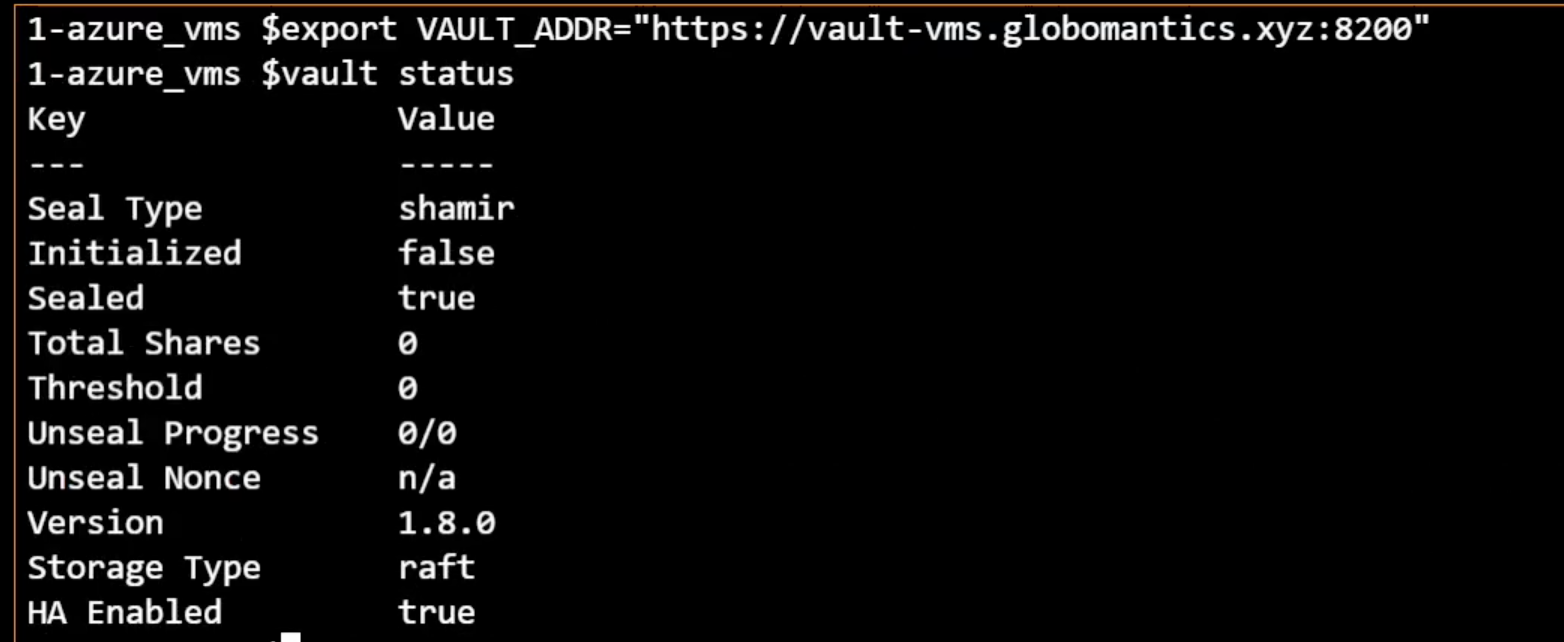 1-azure_vms $export VAULT_ADDR="https://vault-vms.globomantics.xyz:8200"
1-azure_vms $vault status
Key Value
--- -----
Seal Type shamir
Initialized false
Sealed true
Total Shares 0
Threshold 0
Unseal Progress 0/0
Unseal Nonce n/a
Version 1.8.0
Storage Type raft
HA Enabled true